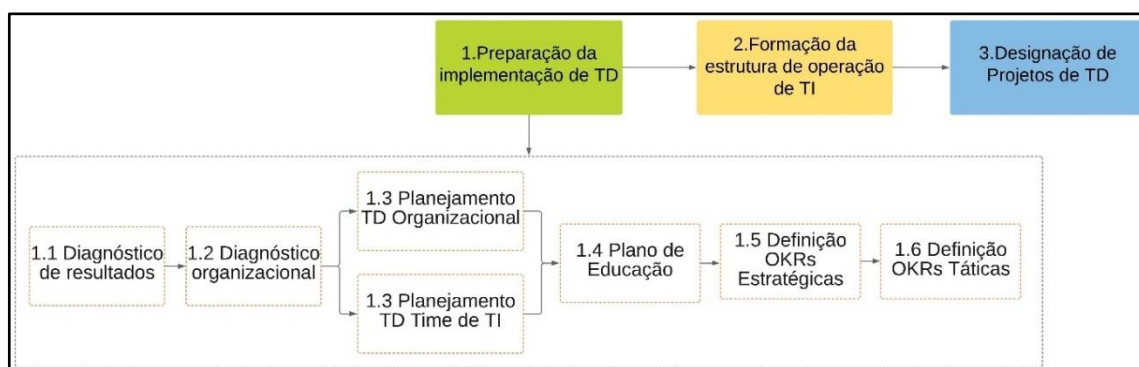 1.Preparação da
implementação de TD
2.Formação da
estrutura de operação
de TI
3.Designação de
Projetos de TD
1.1 Diagnóstico
de resultados
1.2 Diagnóstico
organizacional
1.3 Planejamento
TD Organizacional
1.3 Planejamento
TD Time de TI
1.4 Plano de
Educação
1.5 Definição
OKRs
Estratégicas
1.6 Definição
OKRs Táticas